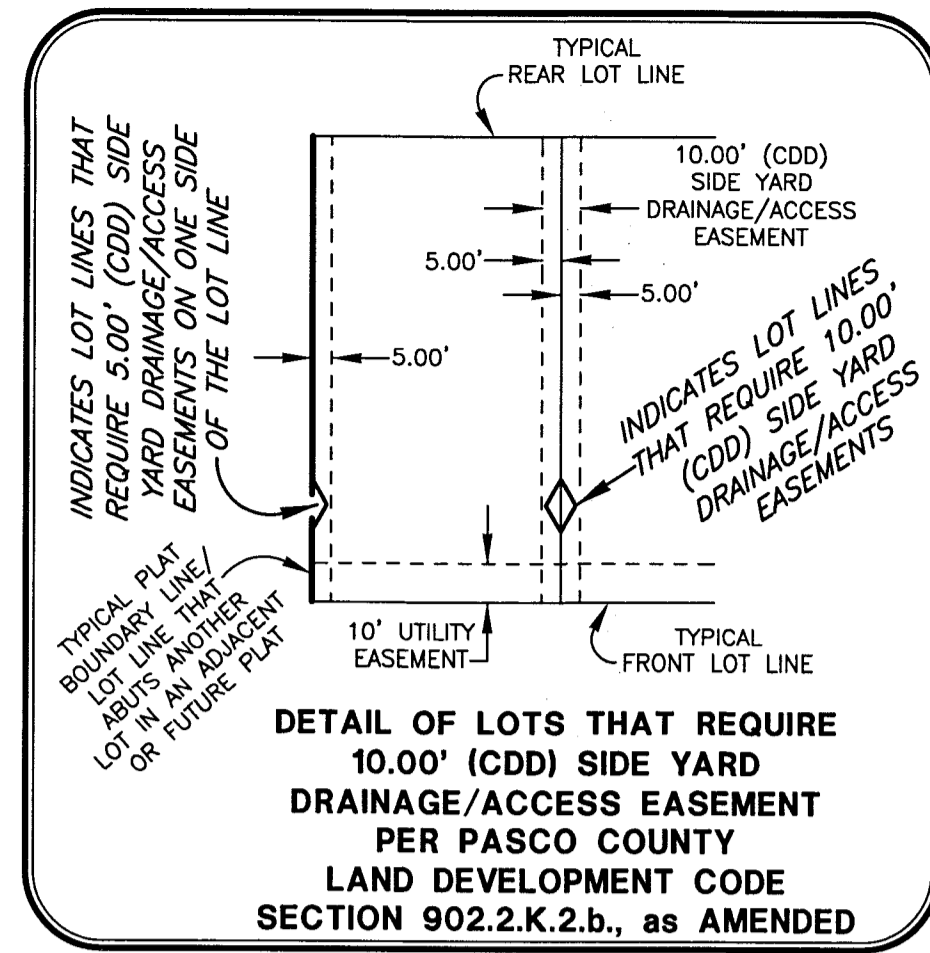 TYPICAL
REAR LOT LINE
INDICATES LOT LINES THAT
REQUIRE 5.00' (CDD) SIDE
YARD DRAINAGE/ACCESS
EASEMENTS ON ONE SIDE
OF THE LOT LINE
10.00' (CDD)
SIDE YARD
DRAINAGE/ACCESS
EASEMENT
5.00'
5.00'
5.00'
INDICATES LOT LINES
THAT REQUIRE 10.00'
(CDD) SIDE YARD
DRAINAGE/ACCESS
EASEMENTS
TYPICAL PLAT
BOUNDARY LINE/
LOT LINE THAT
ABUTS ANOTHER
LOT IN AN ADJACENT
OR FUTURE PLAT
10' UTILITY
EASEMENT
TYPICAL
FRONT LOT LINE
DETAIL OF LOTS THAT REQUIRE
10.00' (CDD) SIDE YARD
DRAINAGE/ACCESS EASEMENT
PER PASCO COUNTY
LAND DEVELOPMENT CODE
SECTION 902.2.K.2.b., as AMENDED